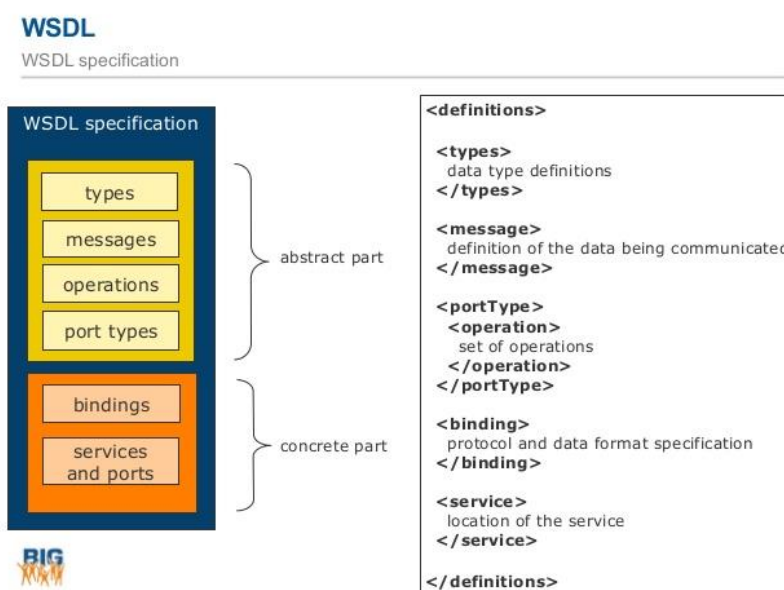 WSDL
WSDL specification
WSDL specification
types
messages
operations
port types
abstract part
bindings
services
and ports
concrete part
<definitions>
<types>
data type definitions
</types>
<message>
definition of the data being communicated
</message>
<portType>
<operation>
set of operations
</operation>
</portType>
<binding>
protocol and data format specification
</binding>
<service>
location of the service
</service>
</definitions>
BIG